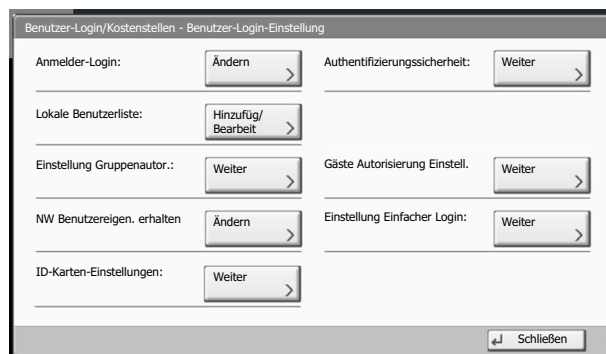 Benutzer-Login/Kostenstellen - Benutzer-Login-Einstellung
Anmelder-Login:
Ändern
Authentifizierungssicherheit:
Weiter
Lokale Benutzerliste:
Hinzufüg/
Bearbeit
Einstellung Gruppenautor.:
Weiter
Gäste Autorisierung Einstell.
Weiter
NW Benutzereigen. erhalten
Ändern
Einstellung Einfacher Login:
Weiter
ID-Karten-Einstellungen:
Weiter
Schließen